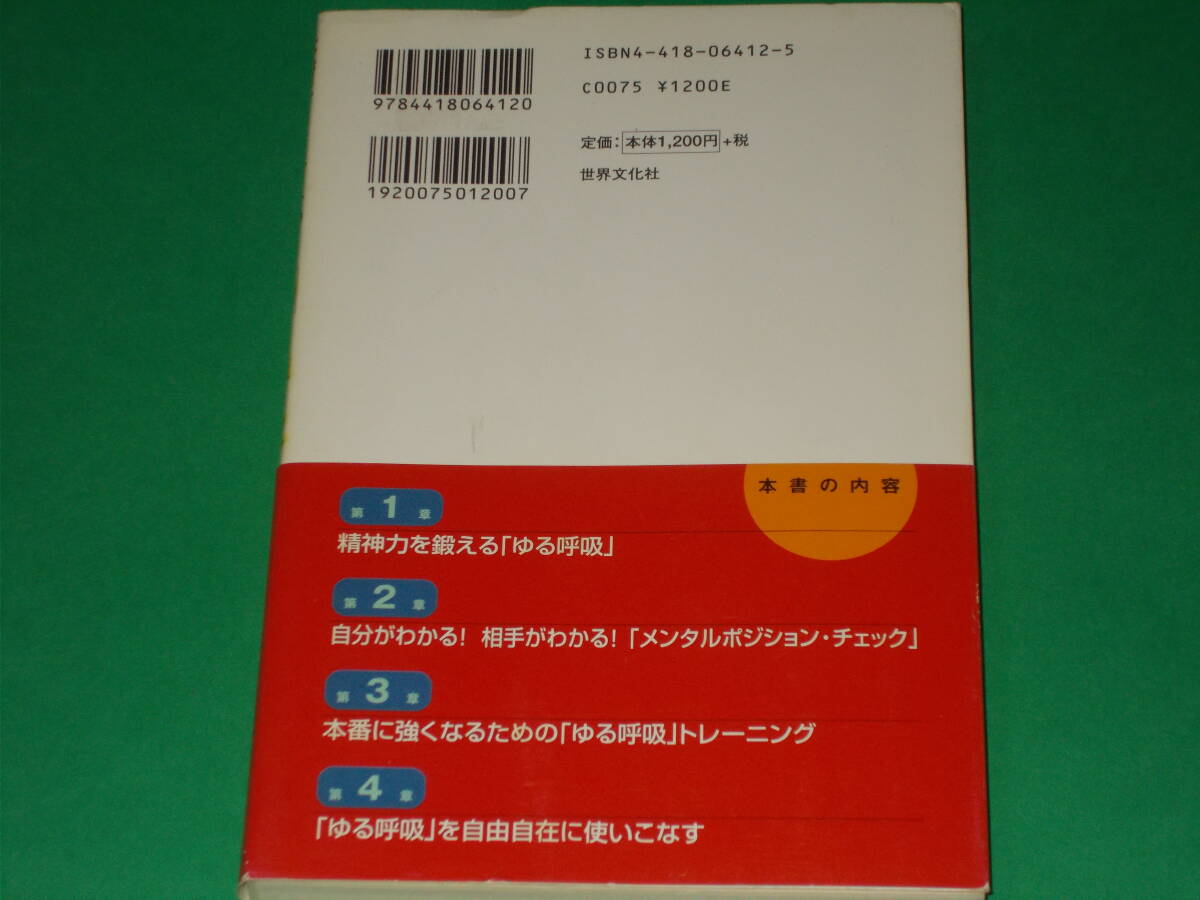 9784418064120
1920075012007
ISBN4-418-06412-5
C0075 ¥1200E
定価：本体1,200円+税
世界文化社
本書の内容
第1章
精神力を鍛える「ゆる呼吸」
第2章
自分がわかる！ 相手がわかる！「メンタルポジション・チェック」
第3章
本番に強くなるための「ゆる呼吸」トレーニング
第4章
「ゆる呼吸」を自由自在に使いこなす